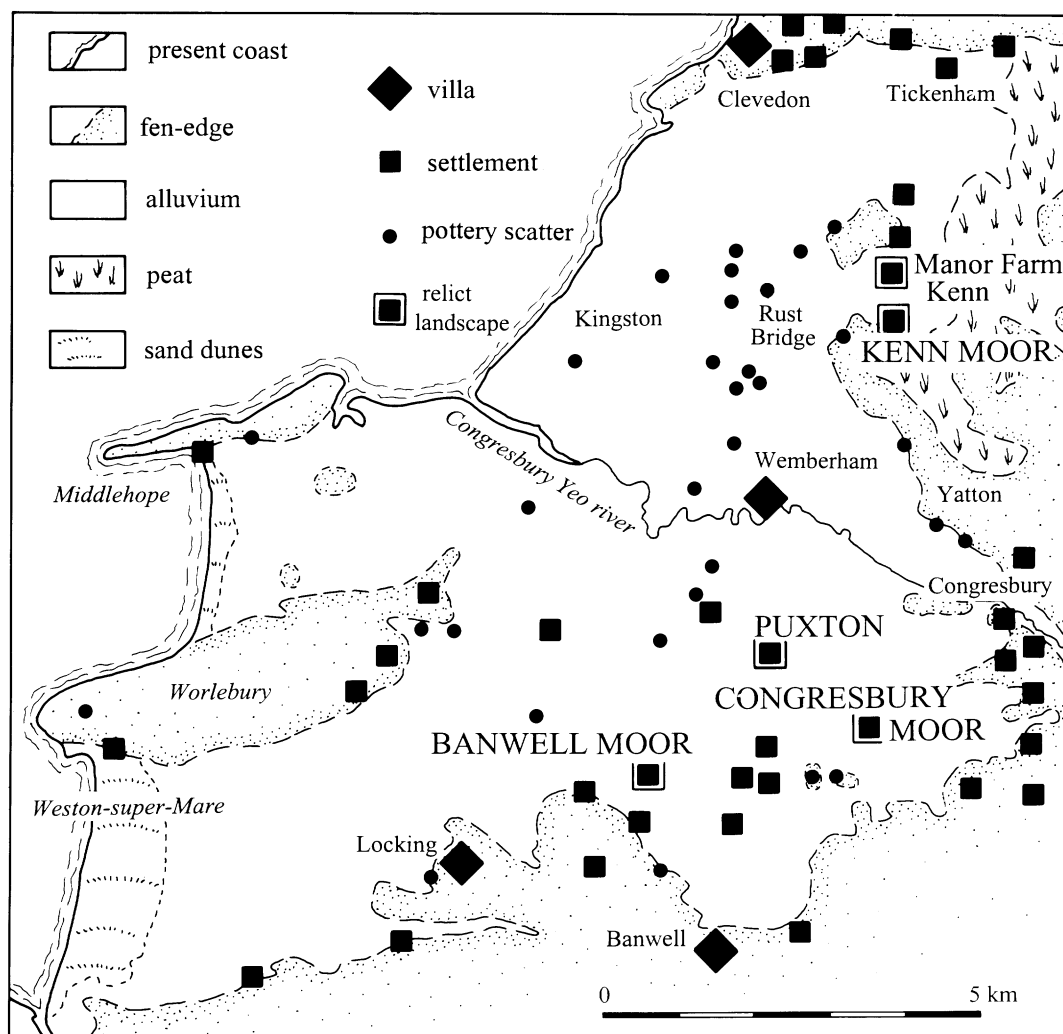 present coast
fen-edge
alluvium
peat
sand dunes
villa
settlement
pottery scatter
relict
landscape
Clevedon
Tickenham
Manor Farm
Kenn
KENN MOOR
Kingston
Rust
Bridge
Congresbury Yeo river
Middlehope
Wemberham
Yatton
Congresbury
PUXTON
Worlebury
CONGRESBURY
MOOR
BANWELL MOOR
Weston-super-Mare
Locking
Banwell
0 5 km